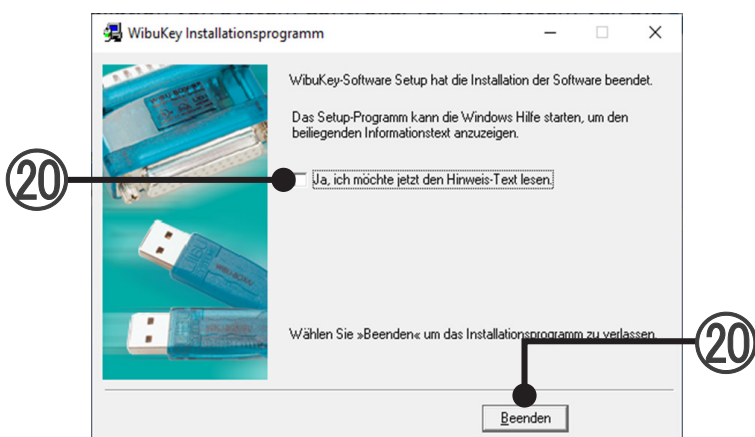 WibuKey Installationsprogramm
WibuKey-Software Setup hat die Installation der Software beendet.
Das Setup-Programm kann die Windows Hilfe starten, um den
beiliegenden Informationstext anzuzeigen.
20
Ja, ich möchte jetzt den Hinweis-Text lesen.
Wählen Sie »Beenden« um das Installationsprogramm zu verlassen
20
Beenden